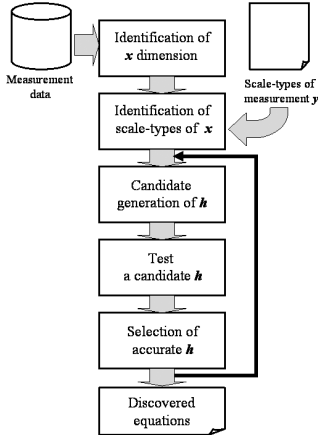 Identification of
x dimension
Measurement
data
Scale-types of
measurement y
Identification of
scale-types of x
Candidate
generation of h
Test
a candidate h
Selection of
accurate h
Discovered
equations